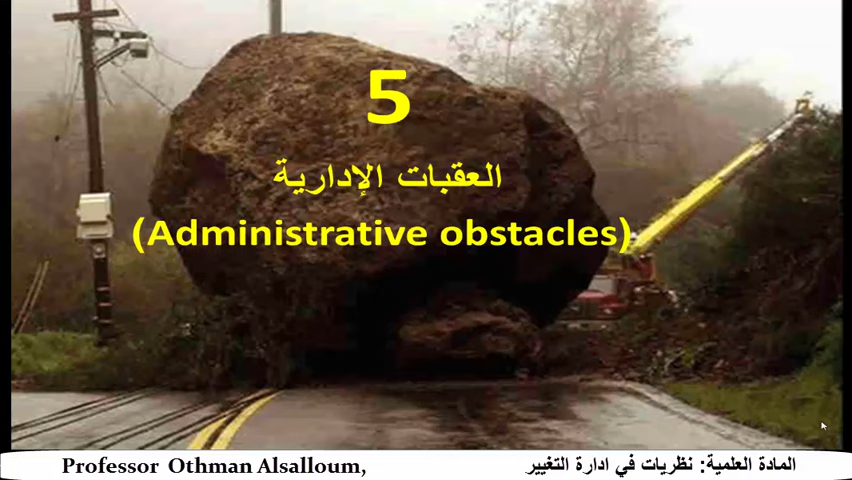 5
العقبات الإدارية
(Administrative obstacles)
Professor Othman Alsalloum,
المادة العلمية: نظريات في ادارة التغيير